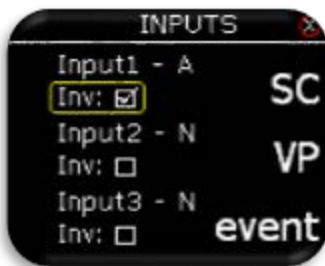 INPUTS
Input1 - A
Inv:
SC
Input2 - N
Inv:
VP
Input3 - N
Inv:
event